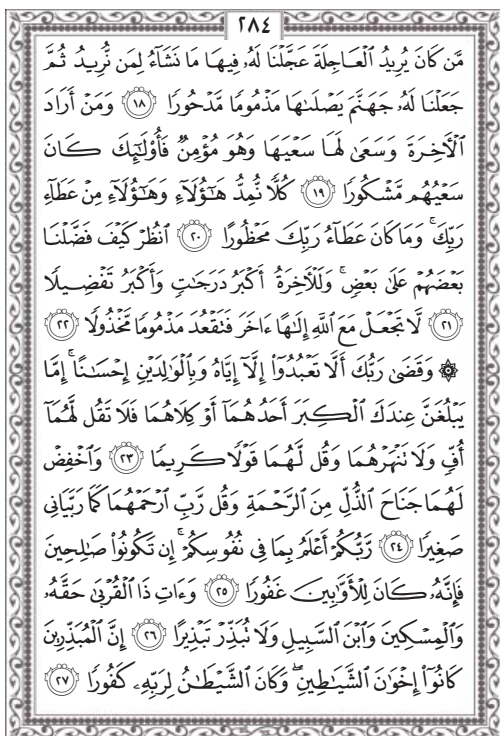 ٢٨٤
مَّن كَانَ يُرِيدُ ٱلْعَاجِلَةَ عَجَّلْنَا لَهُۥ فِيهَا مَا نَشَآءُ لِمَن نُّرِيدُ ثُمَّ
جَعَلْنَا لَهُۥ جَهَنَّمَ يَصْلَىٰهَا مَذْمُومًا مَّدْحُورًا ١٨ وَمَنْ أَرَادَ
ٱلْـَٔاخِرَةَ وَسَعَىٰ لَهَا سَعْيَهَا وَهُوَ مُؤْمِنٌ فَأُو۟لَـٰٓئِكَ كَانَ
سَعْيُهُم مَّشْكُورًا ١٩ كُلًّا نُّمِدُّ هَـٰٓؤُلَآءِ وَهَـٰٓؤُلَآءِ مِنْ عَطَآءِ
رَبِّكَ ۚ وَمَا كَانَ عَطَآءُ رَبِّكَ مَحْظُورًا ٢٠ ٱنظُرْ كَيْفَ فَضَّلْنَا
بَعْضَهُمْ عَلَىٰ بَعْضٍ ۚ وَلَلْـَٔاخِرَةُ أَكْبَرُ دَرَجَـٰتٍ وَأَكْبَرُ تَفْضِيلًا
٢١ لَّا تَجْعَلْ مَعَ ٱللَّهِ إِلَـٰهًا ءَاخَرَ فَتَقْعُدَ مَذْمُومًا مَّخْذُولًا ٢٢
۞ وَقَضَىٰ رَبُّكَ أَلَّا تَعْبُدُوٓا۟ إِلَّآ إِيَّاهُ وَبِٱلْوَٰلِدَيْنِ إِحْسَـٰنًا ۚ إِمَّا
يَبْلُغَنَّ عِندَكَ ٱلْكِبَرَ أَحَدُهُمَآ أَوْ كِلَاهُمَا فَلَا تَقُل لَّهُمَآ
أُفٍّ وَلَا تَنْهَرْهُمَا وَقُل لَّهُمَا قَوْلًا كَرِيمًا ٢٣ وَٱخْفِضْ
لَهُمَا جَنَاحَ ٱلذُّلِّ مِنَ ٱلرَّحْمَةِ وَقُل رَّبِّ ٱرْحَمْهُمَا كَمَا رَبَّيَانِى
صَغِيرًا ٢٤ رَّبُّكُمْ أَعْلَمُ بِمَا فِى نُفُوسِكُمْ ۚ إِن تَكُونُوا۟ صَـٰلِحِينَ
فَإِنَّهُۥ كَانَ لِلْأَوَّٰبِينَ غَفُورًا ٢٥ وَءَاتِ ذَا ٱلْقُرْبَىٰ حَقَّهُۥ
وَٱلْمِسْكِينَ وَٱبْنَ ٱلسَّبِيلِ وَلَا تُبَذِّرْ تَبْذِيرًا ٢٦ إِنَّ ٱلْمُبَذِّرِينَ
كَانُوٓا۟ إِخْوَٰنَ ٱلشَّيَـٰطِينِ ۖ وَكَانَ ٱلشَّيْطَـٰنُ لِرَبِّهِۦ كَفُورًا ٢٧